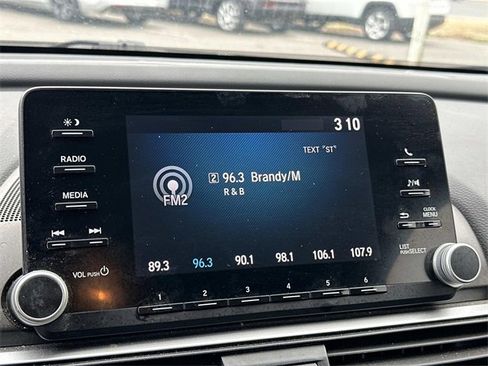 3 10
RADIO
TEXT "ST"
2 96.3 Brandy/M
R & B
MEDIA
FM2
CLOCK
MENU
LIST
PUSH SELECT
VOL PUSH
89.3 96.3 90.1 98.1 106.1 107.9
1 2 3 4 5 6